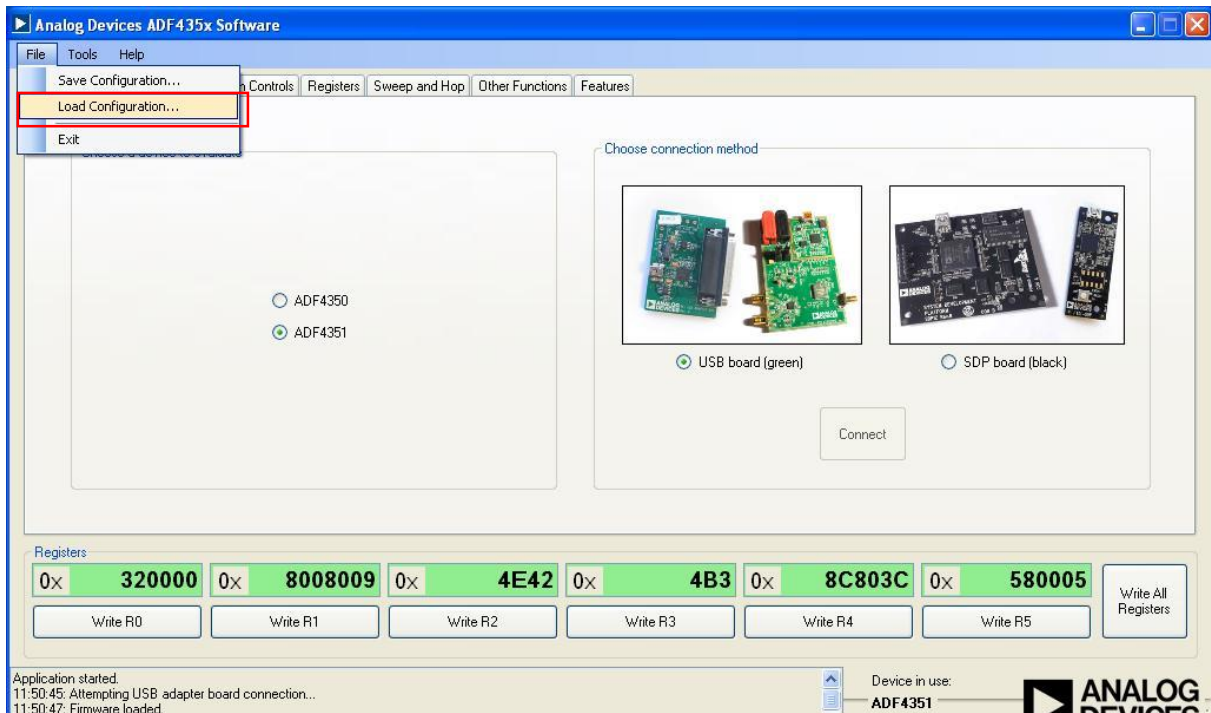 Analog Devices ADF435x Software
File Tools Help
Save Configuration...
Load Configuration...
Exit
Controls Registers Sweep and Hop Other Functions Features
Choose connection method
ADF4350
ADF4351
USB board (green)
SDP board (black)
Connect
Registers
0x 320000 0x 8008009 0x 4E42 0x 4B3 0x 8C803C 0x 580005
Write All
Registers
Write R0 Write R1 Write R2 Write R3 Write R4 Write R5
Application started.
11:50:45: Attempting USB adapter board connection...
11:50:47: Firmware loaded.
Device in use:
ADF4351
ANALOG
DEVICES